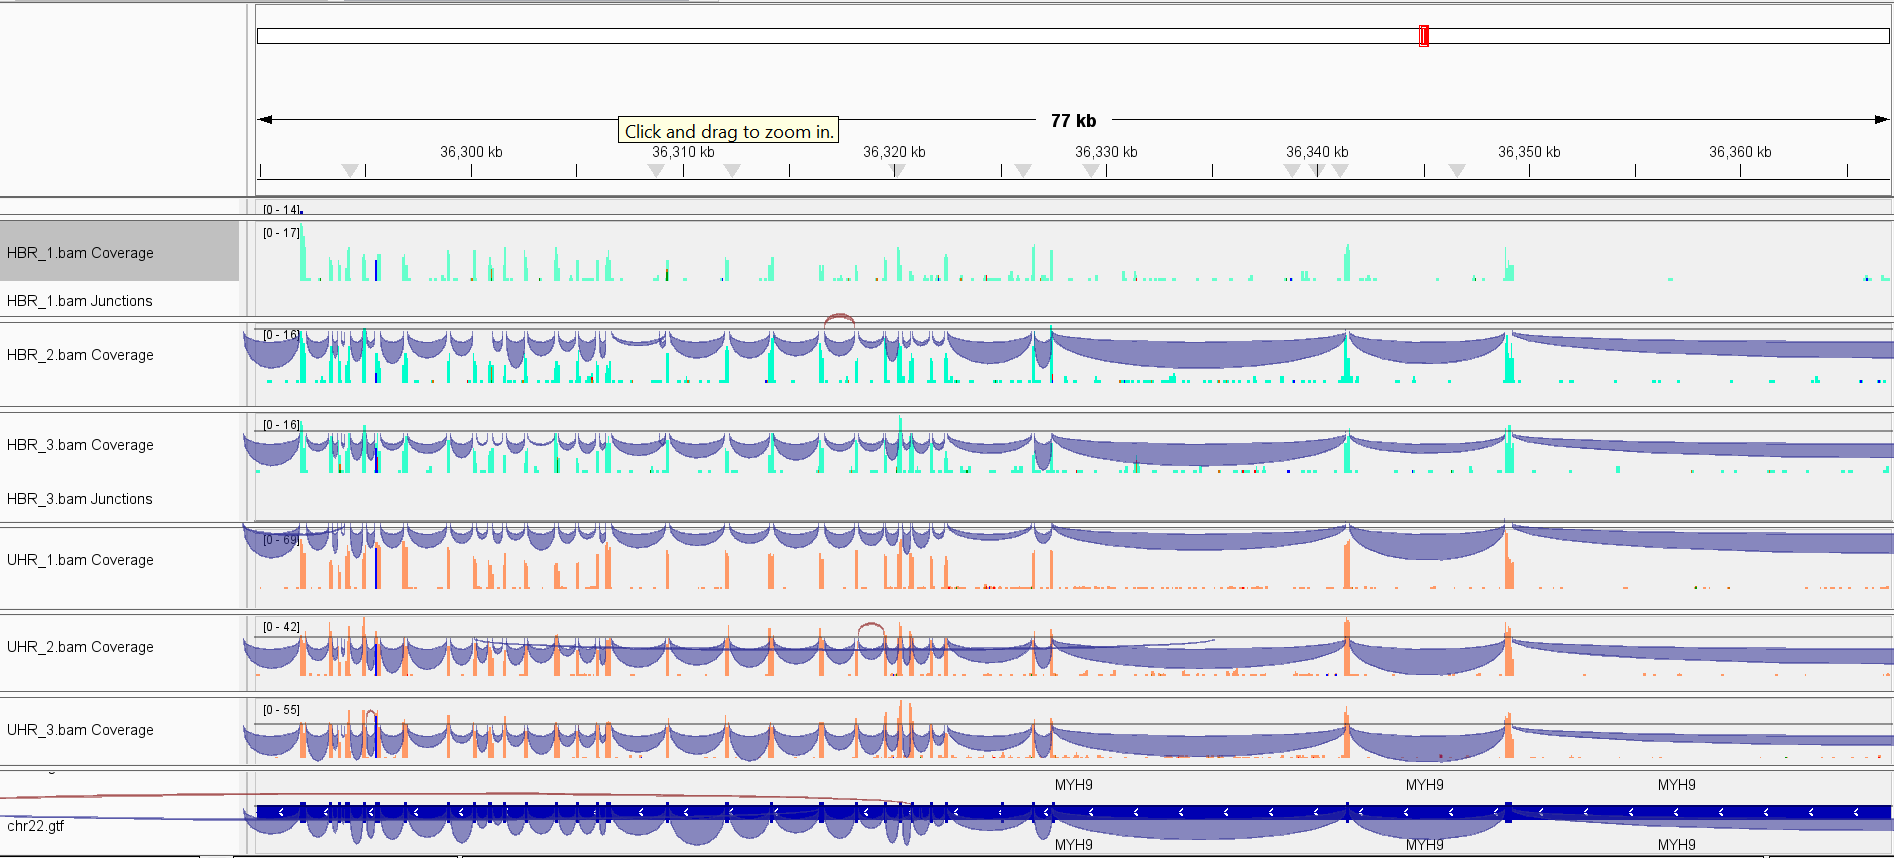 77 kb
Click and drag to zoom in.
36,300 kb 36,310 kb 36,320 kb 36,330 kb 36,340 kb 36,350 kb 36,360 kb
[0 - 14]
[0 - 17]
HBR_1.bam Coverage
HBR_1.bam Junctions
[0 - 16]
HBR_2.bam Coverage
[0 - 16]
HBR_3.bam Coverage
HBR_3.bam Junctions
[0 - 69]
UHR_1.bam Coverage
[0 - 42]
UHR_2.bam Coverage
[0 - 55]
UHR_3.bam Coverage
MYH9 MYH9 MYH9
chr22.gtf
MYH9 MYH9 MYH9